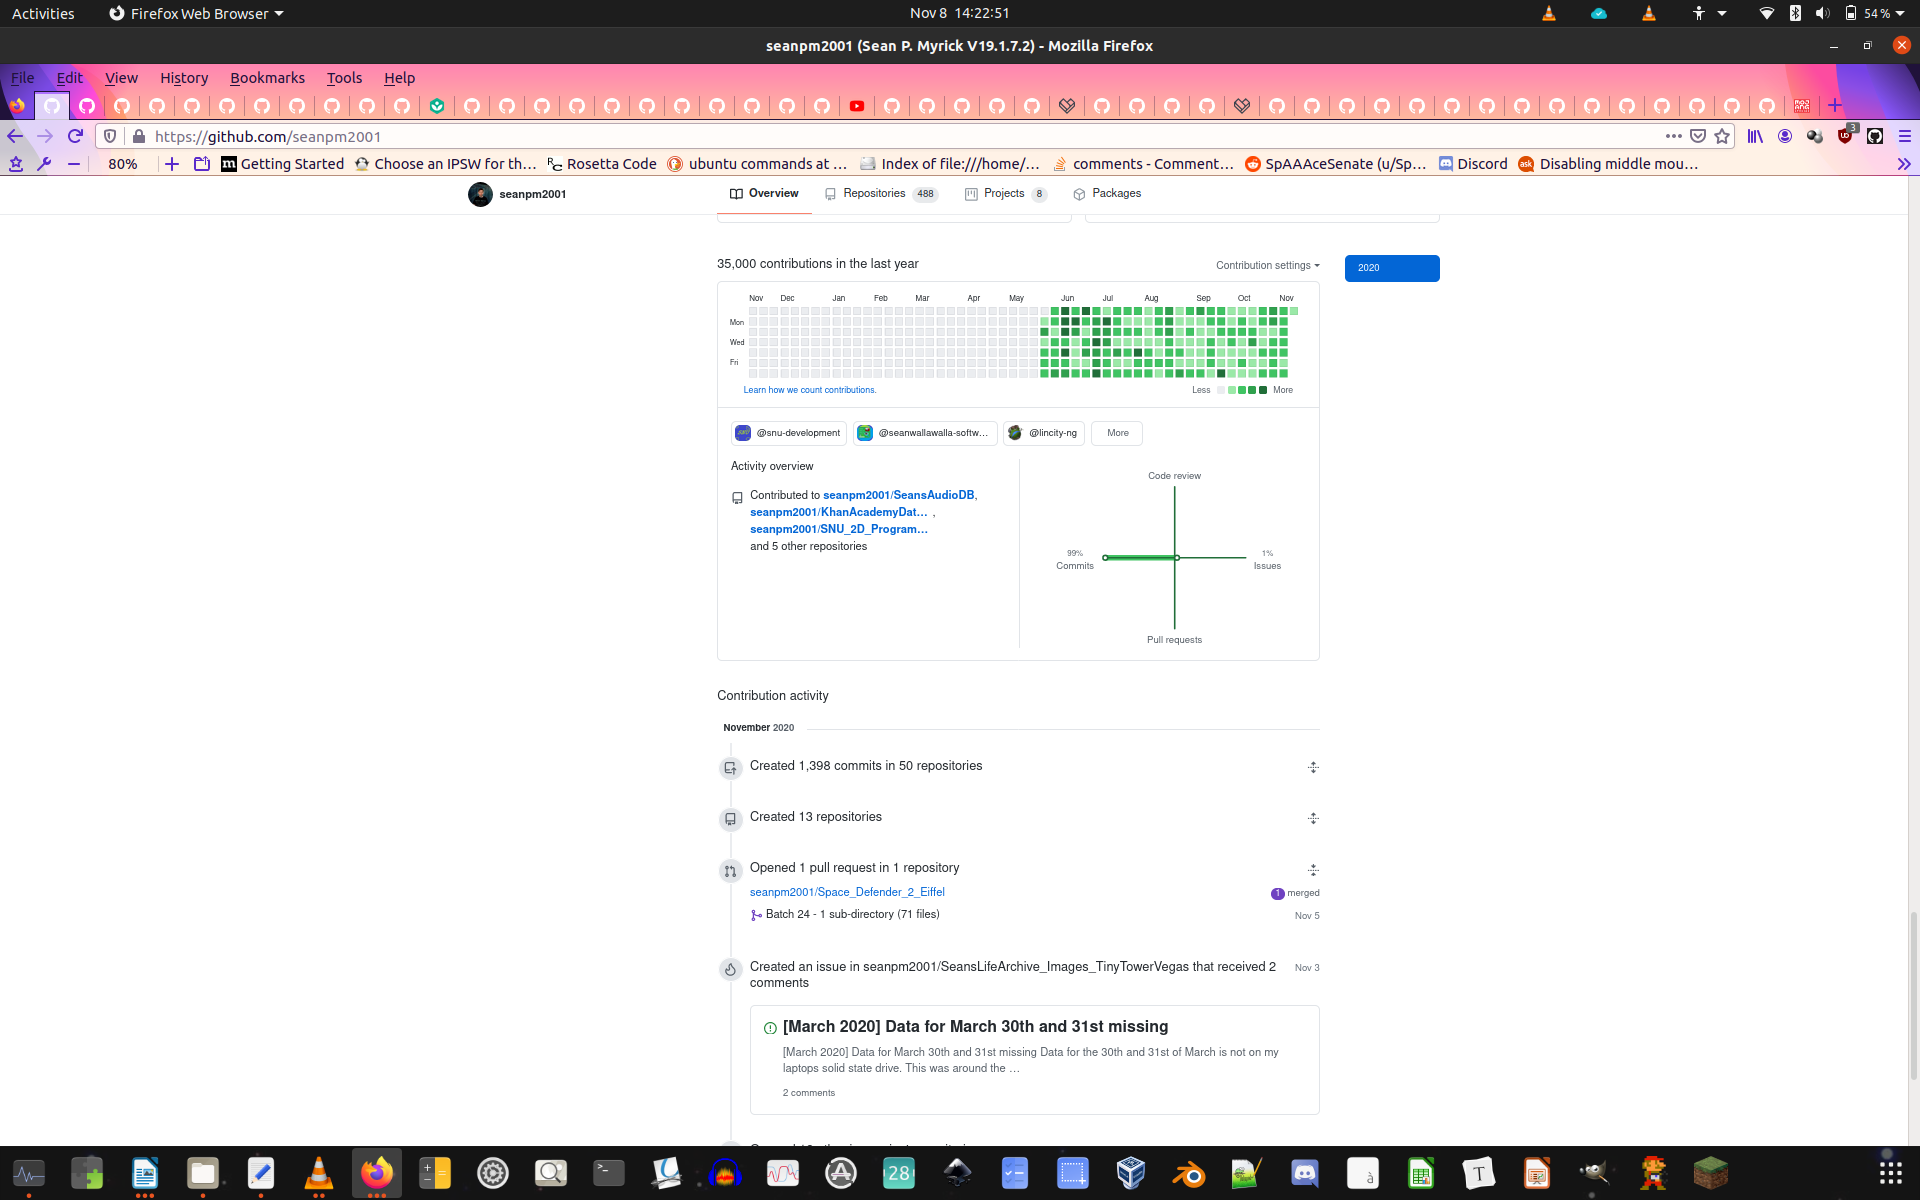 Activities
Firefox Web Browser
Nov 8 14:22:51
54 %
seanpm2001 (Sean P. Myrick V19.1.7.2) - Mozilla Firefox
File Edit View History Bookmarks Tools Help
https://github.com/seanpm2001
3
80%
Getting Started
Choose an IPSW for th…
Rosetta Code
ubuntu commands at …
Index of file:///home/…
comments - Comment…
SpAAAceSenate (u/Sp…
Discord
Disabling middle mou…
seanpm2001
Overview
Repositories 488
Projects 8
Packages
35,000 contributions in the last year
Contribution settings
2020
Nov Dec Jan Feb Mar Apr May Jun Jul Aug Sep Oct Nov
Mon
Wed
Fri
Learn how we count contributions.
Less More
@snu-development
@seanwallawalla-softw…
@lincity-ng
More
Activity overview
Contributed to seanpm2001/SeansAudioDB,
seanpm2001/KhanAcademyDat… ,
seanpm2001/SNU_2D_Program…
and 5 other repositories
Code review
99%
Commits
1%
Issues
Pull requests
Contribution activity
November 2020
Created 1,398 commits in 50 repositories
Created 13 repositories
Opened 1 pull request in 1 repository
seanpm2001/Space_Defender_2_Eiffel
1 merged
Batch 24 - 1 sub-directory (71 files)
Nov 5
Created an issue in seanpm2001/SeansLifeArchive_Images_TinyTowerVegas that received 2
comments
Nov 3
[March 2020] Data for March 30th and 31st missing
[March 2020] Data for March 30th and 31st missing Data for the 30th and 31st of March is not on my
laptops solid state drive. This was around the …
2 comments
28